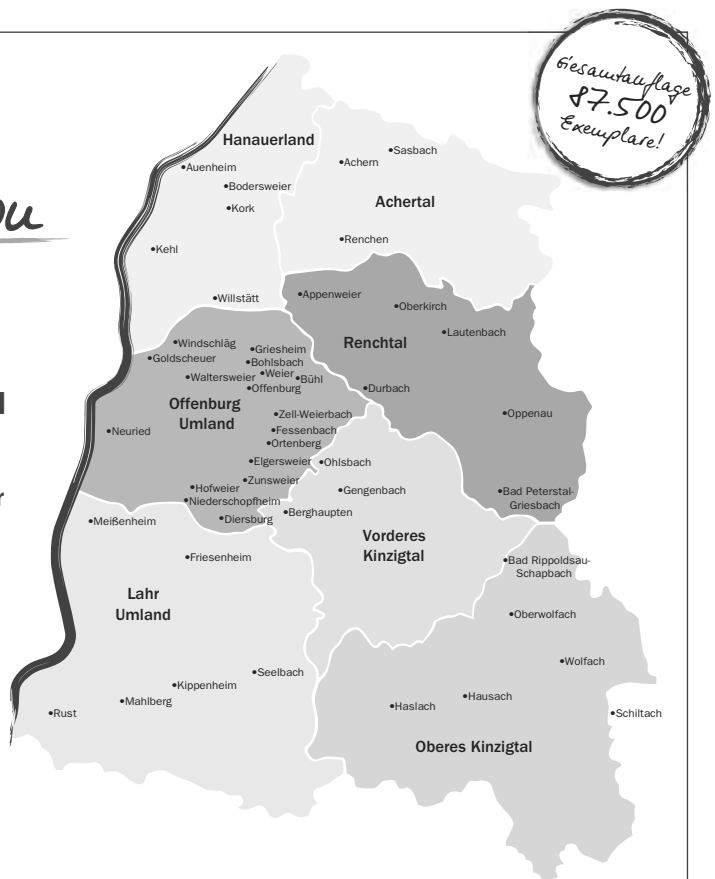 Gesamtauflage
87.500
Exemplare!
Hanauerland
•Auenheim
•Bodersweier
•Kork
•Kehl
•Willstätt
•Sasbach
•Achern
Achertal
•Renchen
•Appenweier
•Oberkirch
Renchtal
•Lautenbach
•Durbach
•Oppenau
•Bad Peterstal-
Griesbach
•Windschläg
•Goldscheuer
•Griesheim
•Bohlsbach
•Weier
•Bühl
•Waltersweier
•Offenburg
Offenburg
Umland
•Neuried
•Zell-Weierbach
•Fessenbach
•Ortenberg
•Elgersweier
•Zunsweier
•Hofweier
•Niederschopfheim
•Diersburg
•Ohlsbach
•Gengenbach
•Berghaupten
Vorderes
Kinzigtal
•Meißenheim
•Friesenheim
Lahr
Umland
•Seelbach
•Kippenheim
•Mahlberg
•Rust
•Bad Rippoldsau-
Schapbach
•Oberwolfach
•Wolfach
•Hausach
•Haslach
•Schiltach
Oberes Kinzigtal